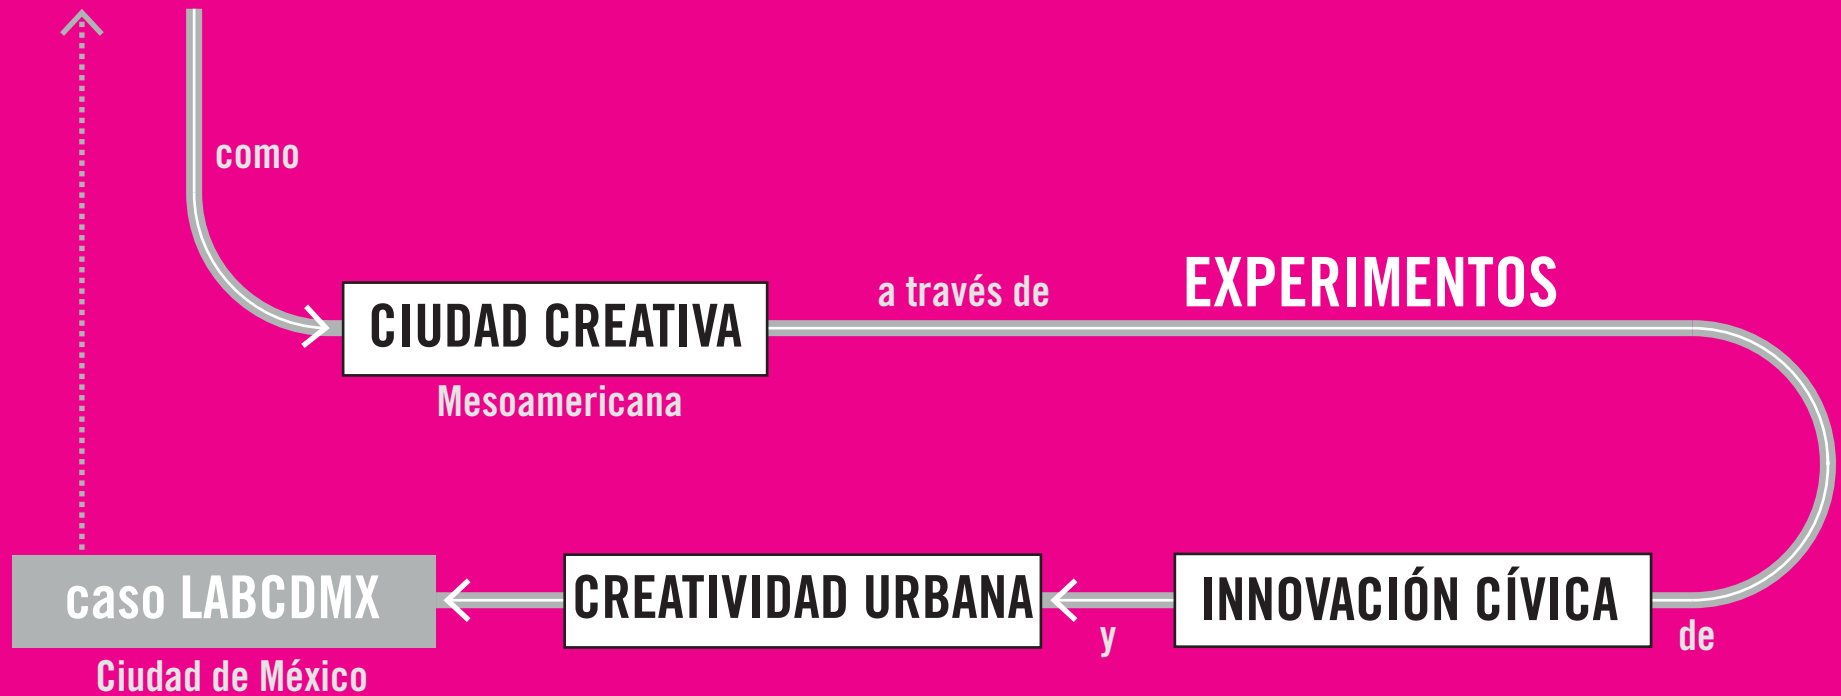 como
CIUDAD CREATIVA
Mesoamericana
a través de
EXPERIMENTOS
de
INNOVACIÓN CÍVICA
y
CREATIVIDAD URBANA
caso LABCDMX
Ciudad de México